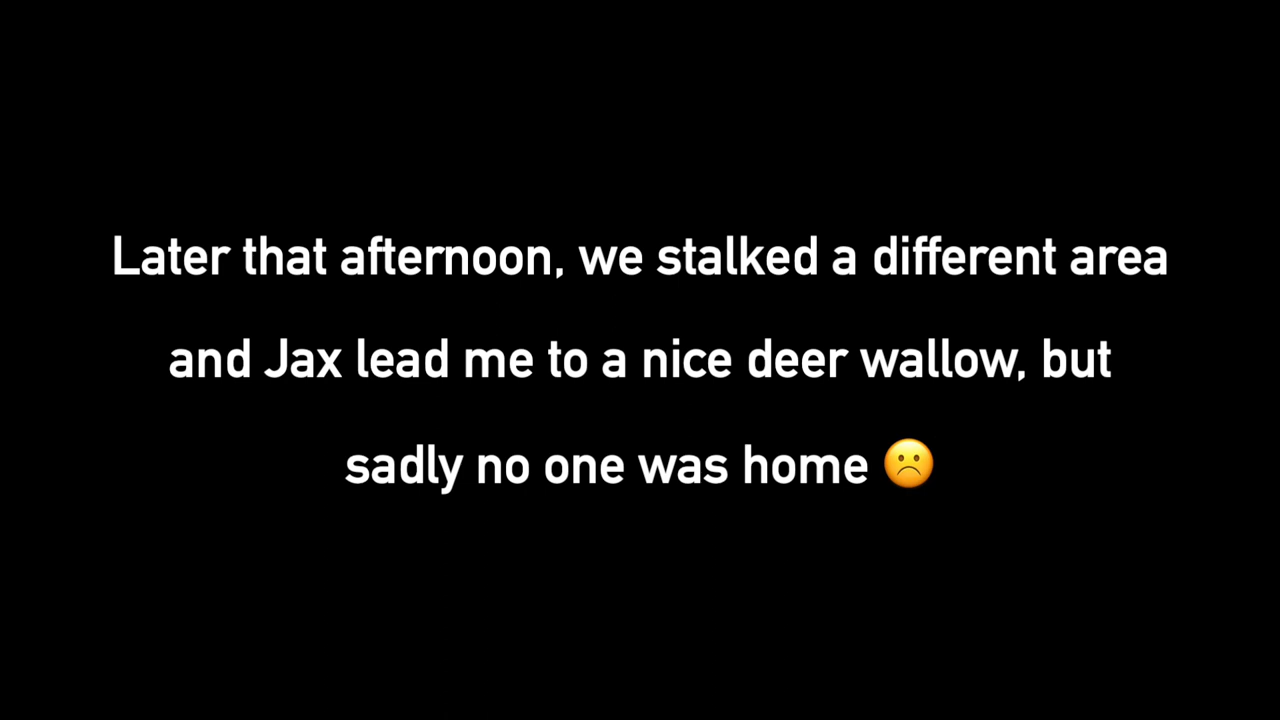 Later that afternoon, we stalked a different area
and Jax lead me to a nice deer wallow, but
sadly no one was home ☹️